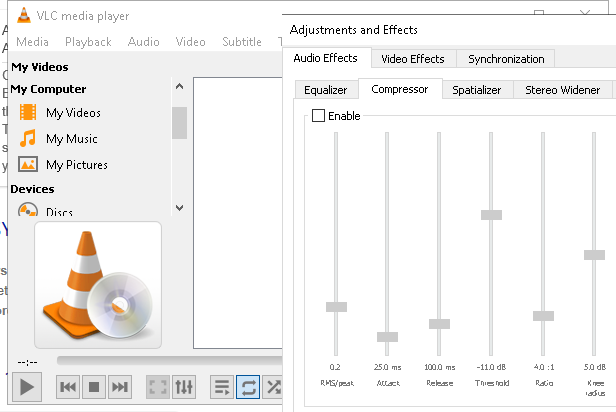 VLC media player
Media Playback Audio Video Subtitle
My Videos
My Computer
My Videos
My Music
My Pictures
Devices
Discs
--:--
Adjustments and Effects
Audio Effects Video Effects Synchronization
Equalizer Compressor Spatializer Stereo Widener
Enable
0.2 25.0 ms 100.0 ms -11.0 dB 4.0 :1 5.0 dB
RMS/peak Attack Release Threshold Ratio Knee
radius